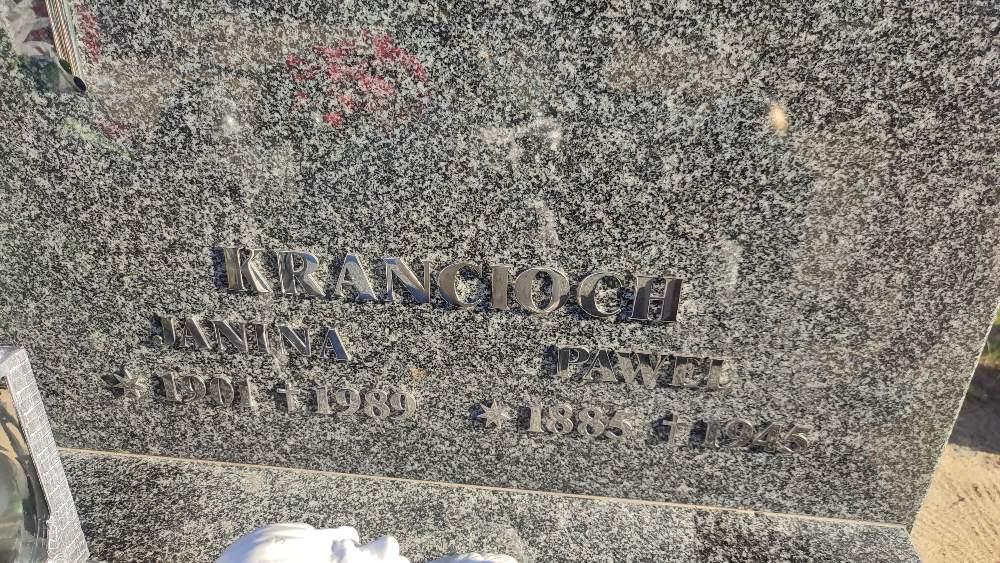 KRANCIOCH
JANINA
* 1901 † 1989
PAWEŁ
* 1885 † 1945